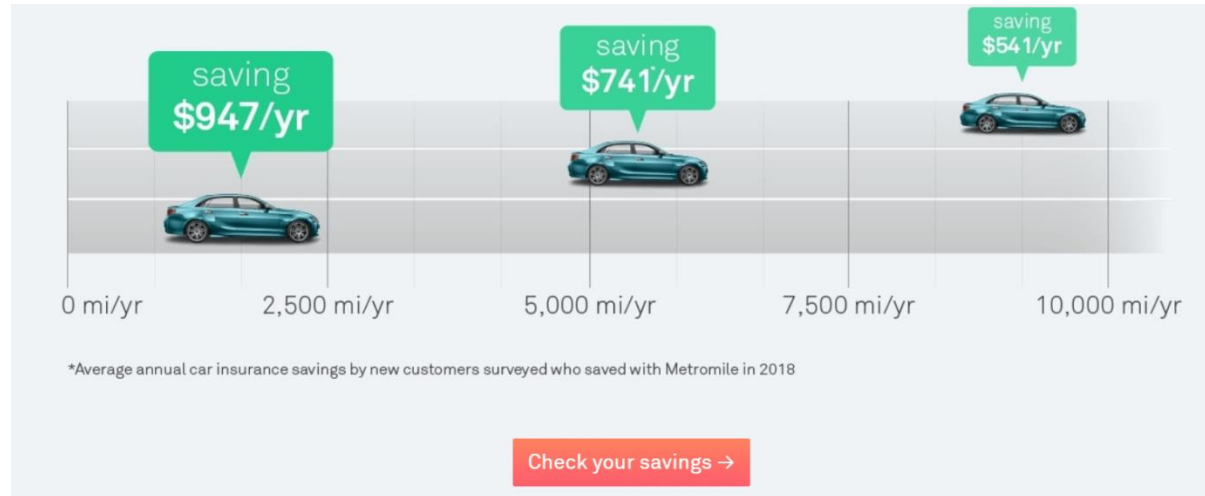 saving
$947/yr
saving
$741*/yr
saving
$541/yr
0 mi/yr
2,500 mi/yr
5,000 mi/yr
7,500 mi/yr
10,000 mi/yr
*Average annual car insurance savings by new customers surveyed who saved with Metromile in 2018
Check your savings →